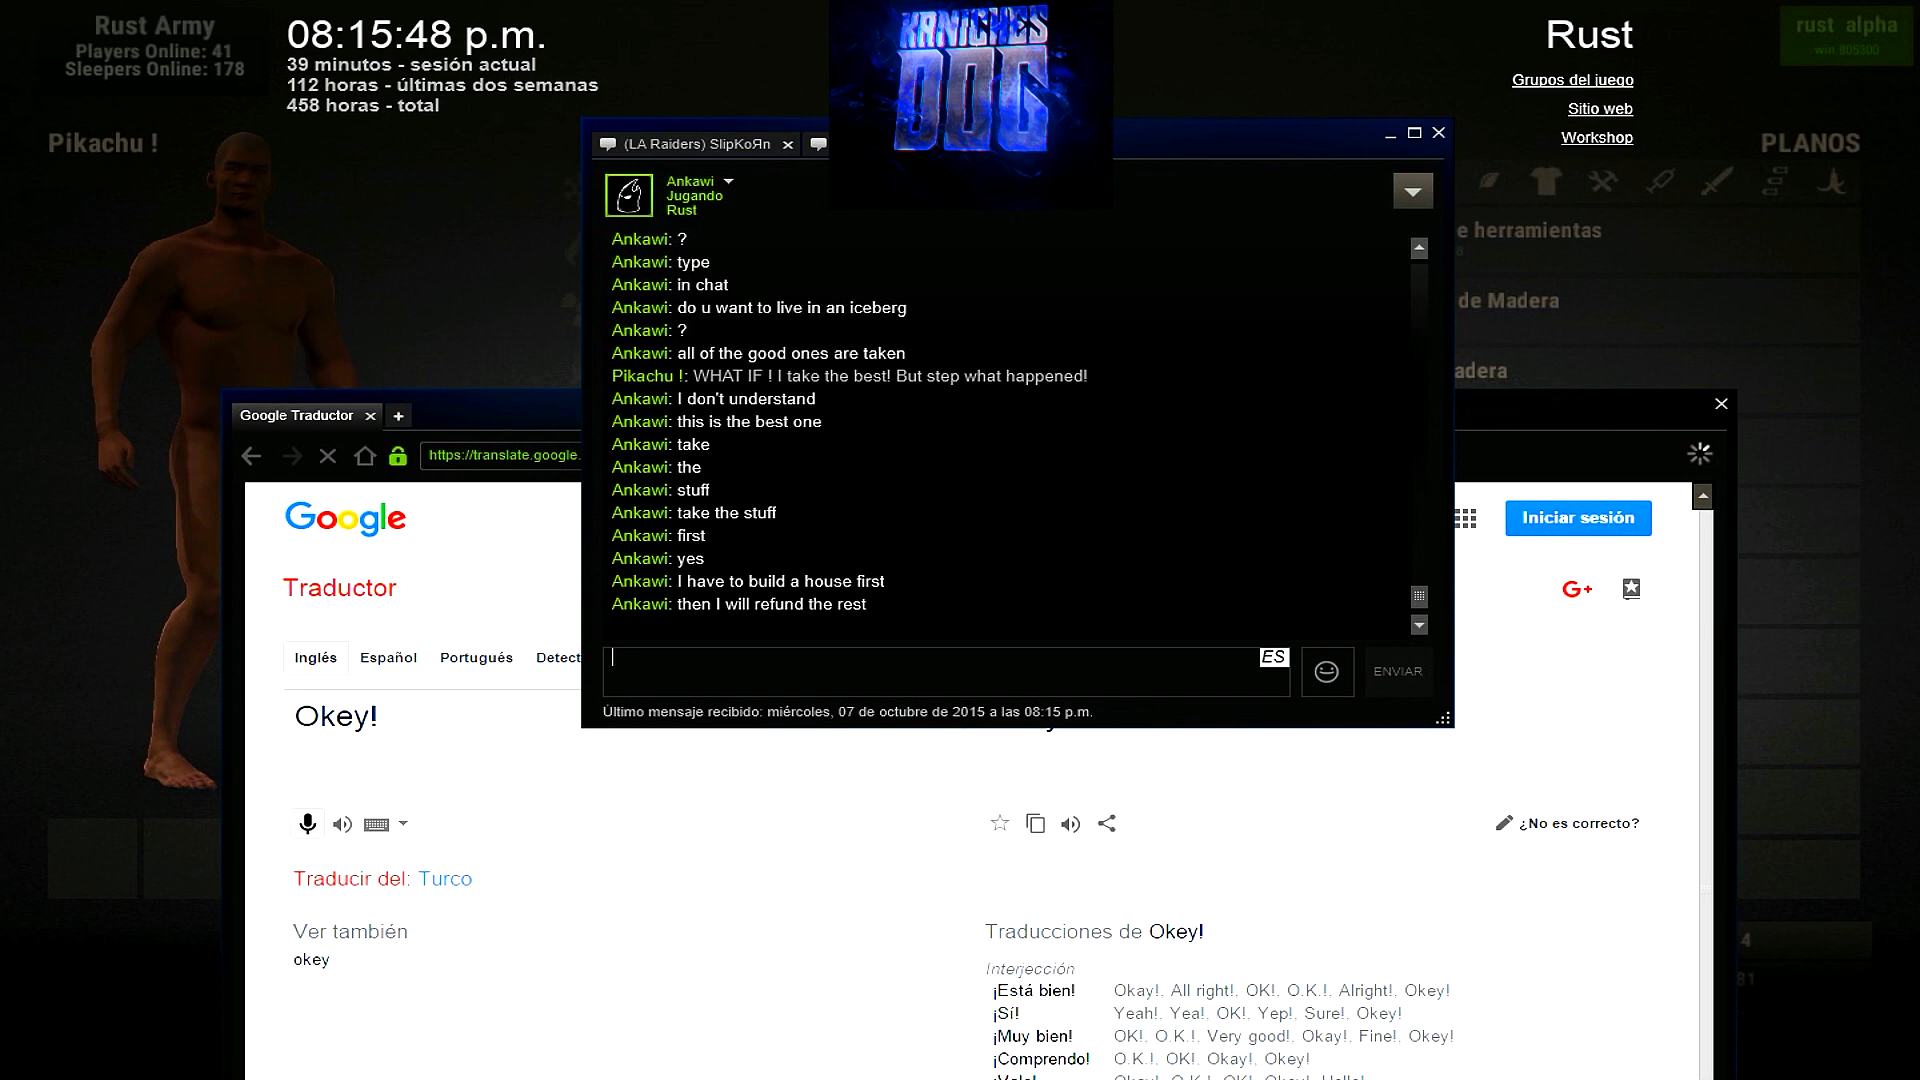 Rust Army
Players Online: 41
Sleepers Online: 178
08:15:48 p.m.
39 minutos - sesión actual
112 horas - últimas dos semanas
458 horas - total
KANICHES
DOG
Rust
Grupos del juego
Sitio web
Workshop
rust alpha
win 805300
Pikachu !
PLANOS
(LA Raiders) SlipKoЯn
Ankawi
Jugando
Rust
Ankawi: ?
Ankawi: type
Ankawi: in chat
Ankawi: do u want to live in an iceberg
Ankawi: ?
Ankawi: all of the good ones are taken
Pikachu !: WHAT IF ! I take the best! But step what happened!
Ankawi: I don't understand
Ankawi: this is the best one
Ankawi: take
Ankawi: the
Ankawi: stuff
Ankawi: take the stuff
Ankawi: first
Ankawi: yes
Ankawi: I have to build a house first
Ankawi: then I will refund the rest
ES
ENVIAR
Último mensaje recibido: miércoles, 07 de octubre de 2015 a las 08:15 p.m.
e herramientas
de Madera
adera
Google Traductor
https://translate.google.
Google
Iniciar sesión
Traductor
G+
Inglés Español Portugués Detect
Okey!
¿No es correcto?
Traducir del: Turco
Ver también
okey
Traducciones de Okey!
Interjección
¡Está bien! Okay!, All right!, OK!, O.K.!, Alright!, Okey!
¡Sí! Yeah!, Yea!, OK!, Yep!, Sure!, Okey!
¡Muy bien! OK!, O.K.!, Very good!, Okay!, Fine!, Okey!
¡Comprendo! O.K.!, OK!, Okay!, Okey!
4
81